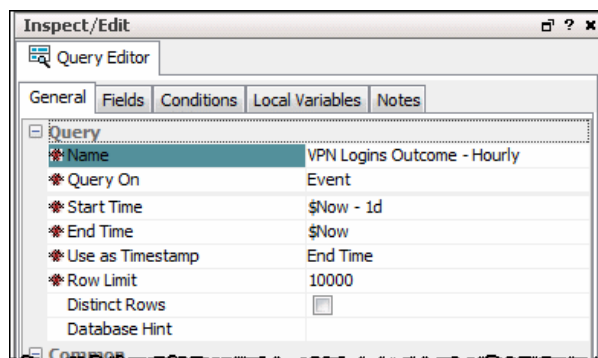 Inspect/Edit
Query Editor
General Fields Conditions Local Variables Notes
Query
Name VPN Logins Outcome - Hourly
Query On Event
Start Time $Now - 1d
End Time $Now
Use as Timestamp End Time
Row Limit 10000
Distinct Rows
Database Hint
Common